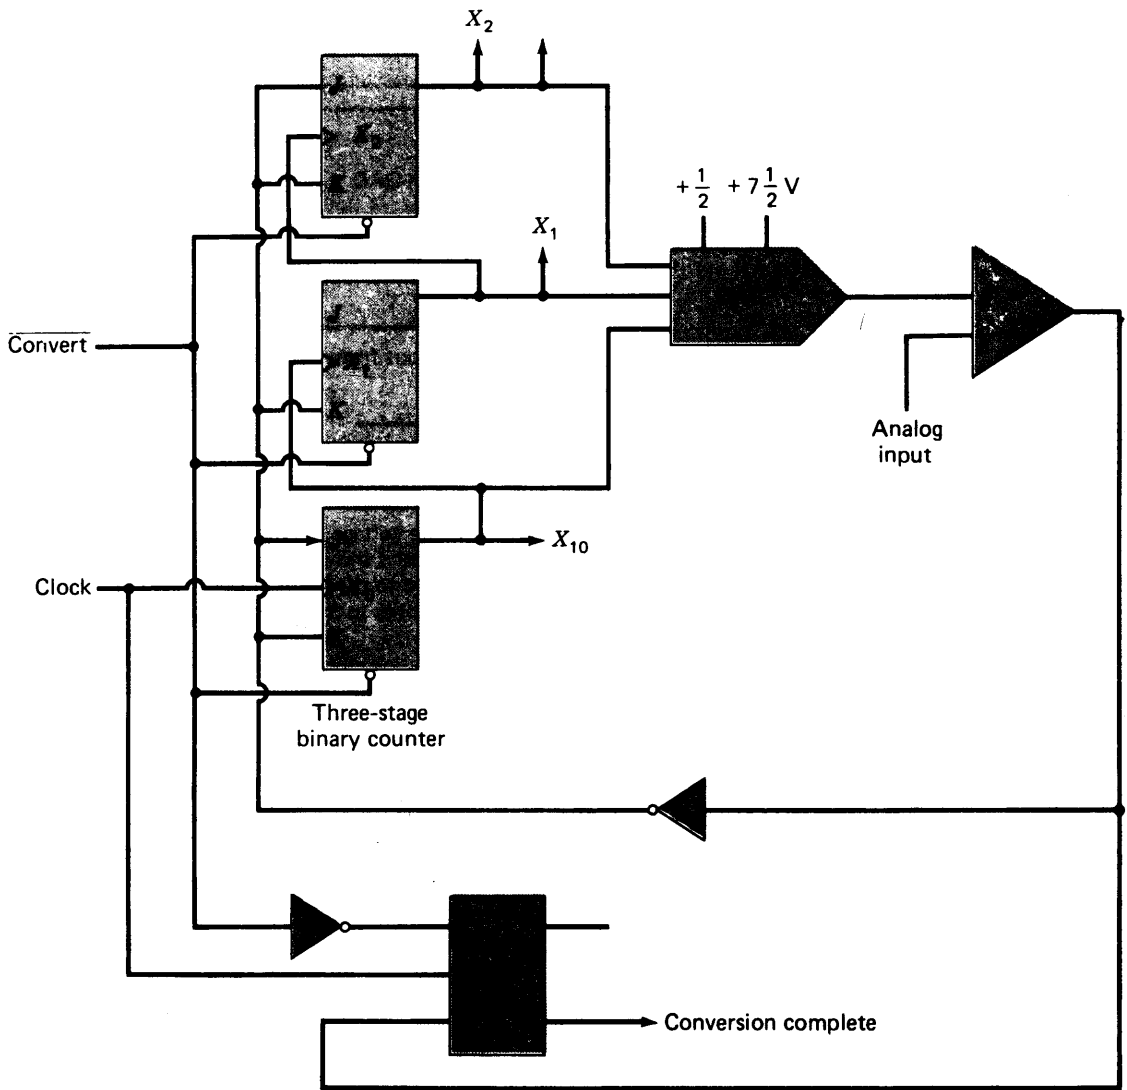 X2
+ 1/2 + 7 1/2 V
J
K
X1
J
Convert
K
Analog
input
X10
Clock
Three-stage
binary counter
Conversion complete